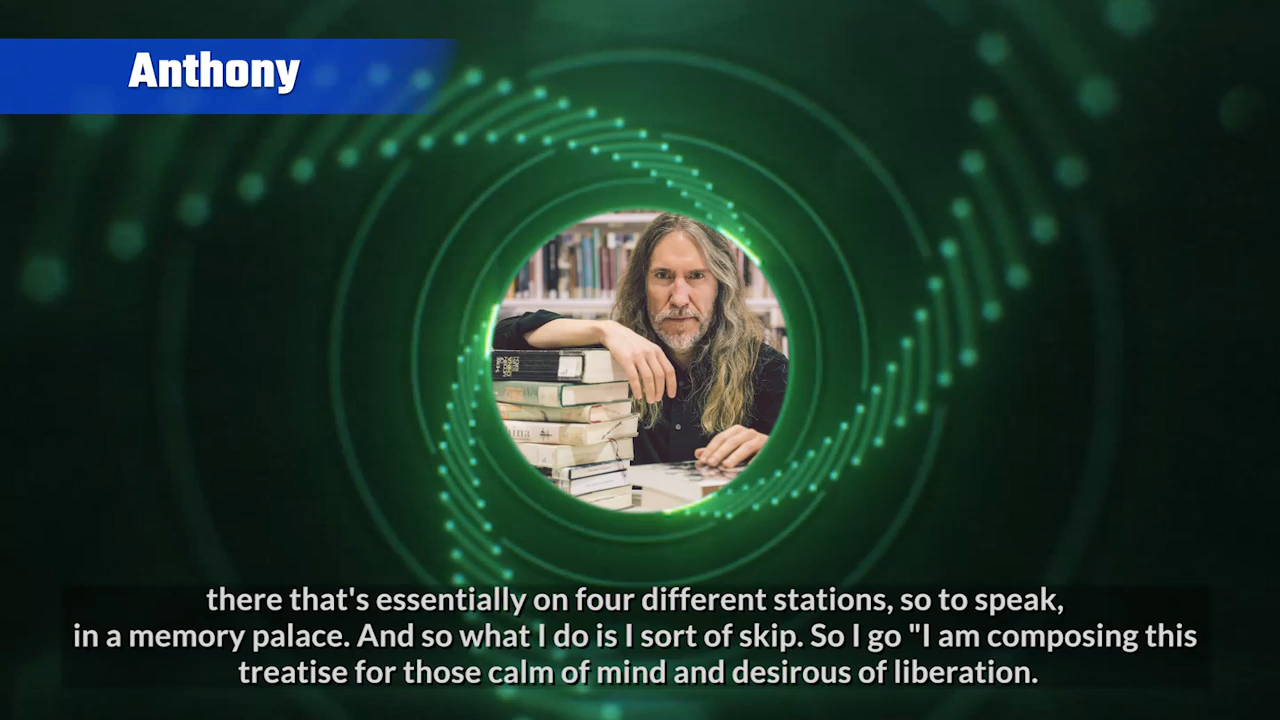 Anthony
there that's essentially on four different stations, so to speak,
in a memory palace. And so what I do is I sort of skip. So I go "I am composing this
treatise for those calm of mind and desirous of liberation.